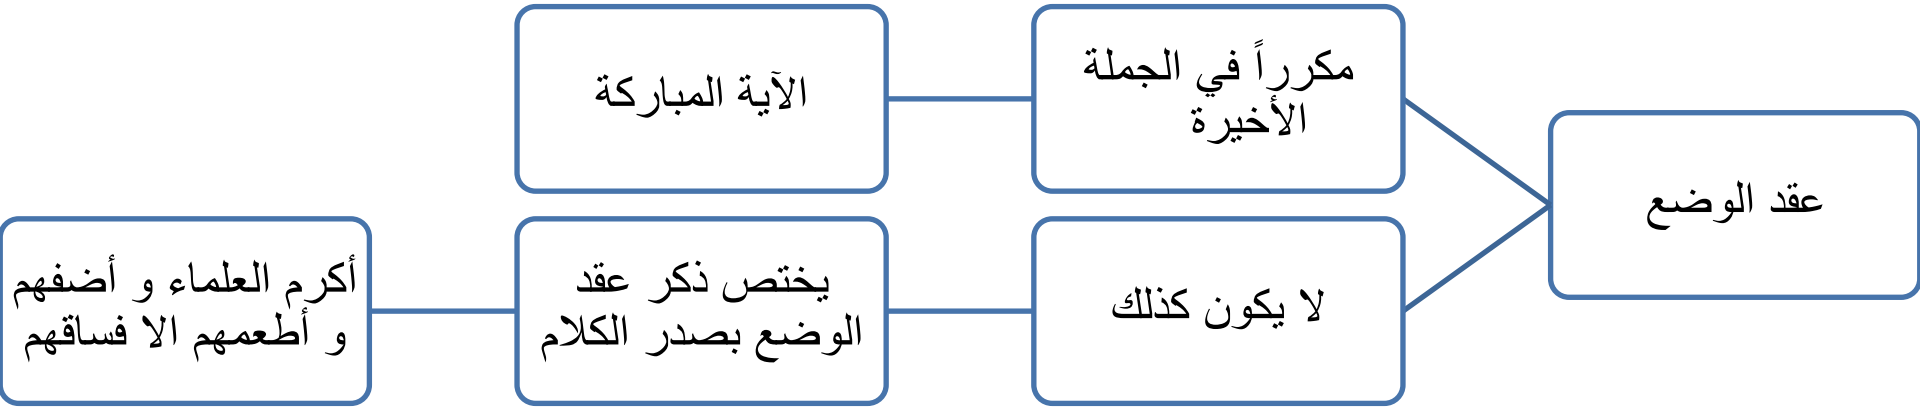 عقد الوضع
مكرراً في الجملة
الأخيرة
الآية المباركة
لا يكون كذلك
يختص ذكر عقد
الوضع بصدر الكلام
أكرم العلماء و أضفهم
و أطعمهم الا فساقهم